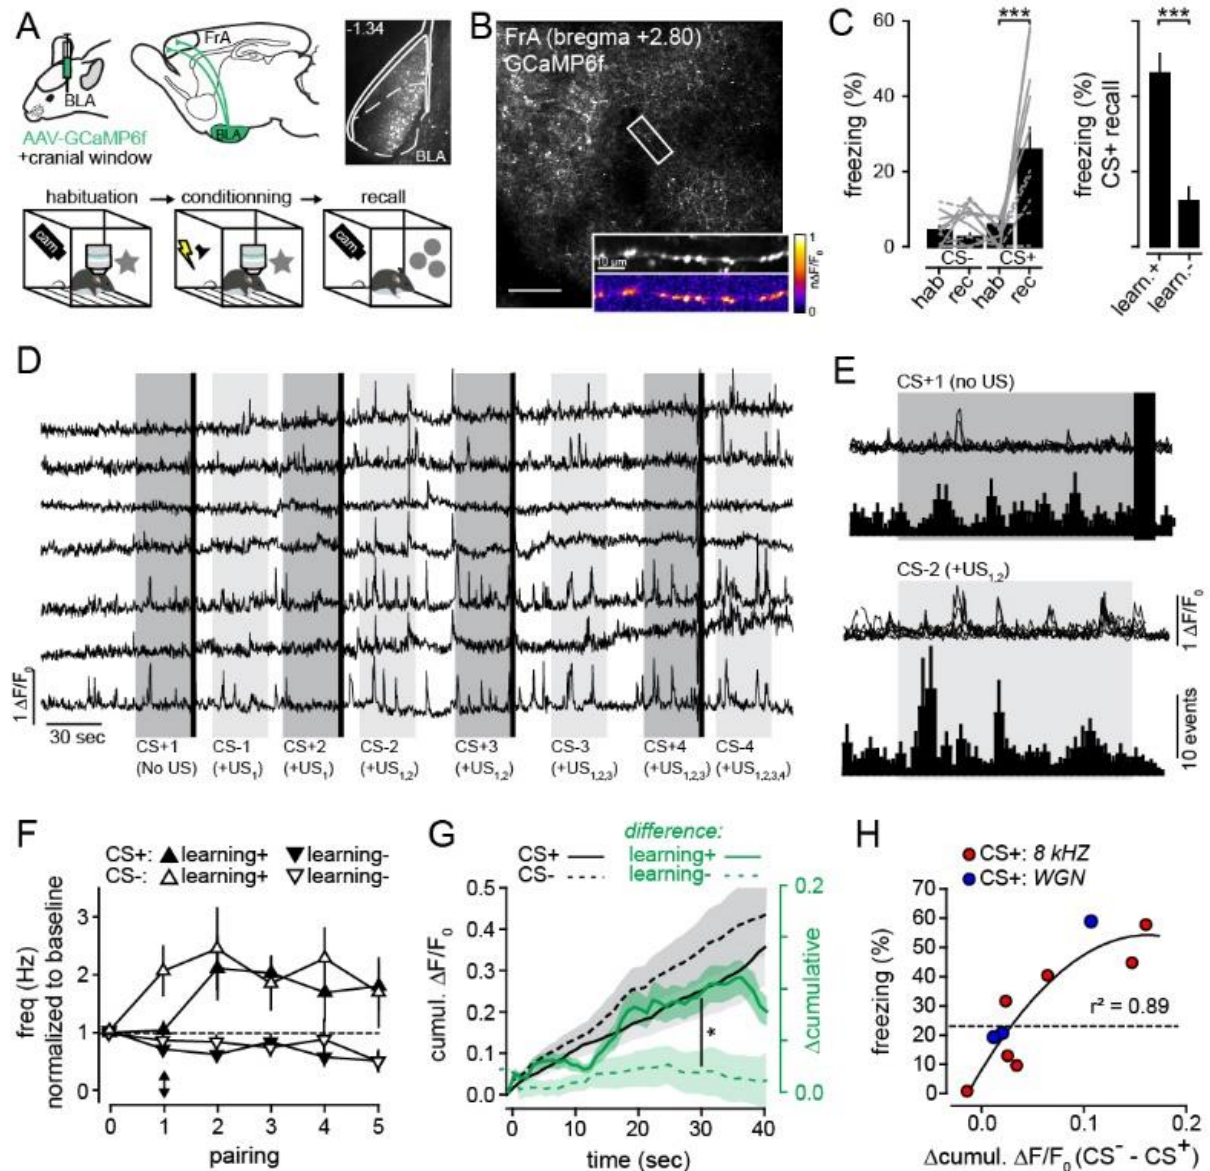 A
FrA
BLA
BLA
AAV-GCaMP6f
+cranial window
-1.34
BLA
habituation
conditionning
recall
cam
cam
B
FrA (bregma +2.80)
GCaMP6f
10 µm
1
0
n∆F/F0
C
freezing (%)
60
40
20
0
***
CS-
CS+
hab
rec
hab
rec
freezing (%)
CS+ recall
***
learn.+
learn.-
D
1 ∆F/F0
30 sec
CS+1
(No US)
CS-1
(+US1)
CS+2
(+US1)
CS-2
(+US1,2)
CS+3
(+US1,2)
CS-3
(+US1,2,3)
CS+4
(+US1,2,3)
CS-4
(+US1,2,3,4)
E
CS+1 (no US)
CS-2 (+US1,2)
1 ∆F/F0
10 events
F
CS+: ▲learning+ ▼learning-
CS-: △learning+ ▽learning-
freq (Hz)
normalized to baseline
3
2
1
0
0 1 2 3 4 5
pairing
G
difference:
CS+
CS-
learning+
learning-
cumul. ∆F/F0
0.5
0.4
0.3
0.2
0.1
0.0
*
0.2
0.0
∆cumulative
0 10 20 30 40
time (sec)
H
CS+: 8 kHZ
CS+: WGN
freezing (%)
70
60
50
40
30
20
10
0
r² = 0.89
0.0 0.1 0.2
∆cumul. ∆F/F0 (CS- - CS+)